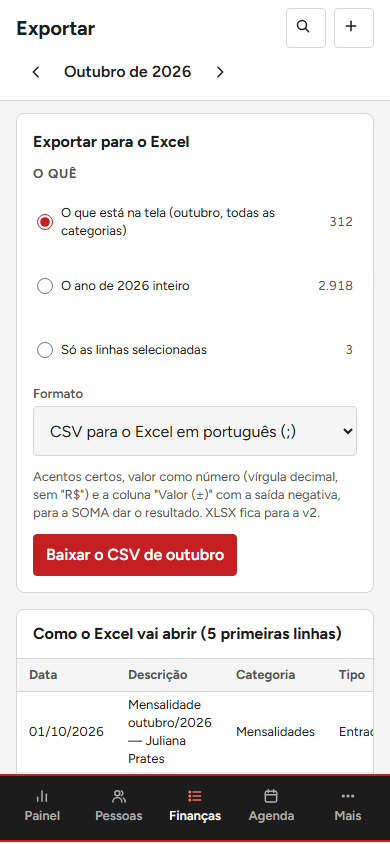 Exportar
Outubro de 2026
Exportar para o Excel
O QUÊ
O que está na tela (outubro, todas as
categorias)
312
O ano de 2026 inteiro
2.918
Só as linhas selecionadas
3
Formato
CSV para o Excel em português (;)
Acentos certos, valor como número (vírgula decimal,
sem "R$") e a coluna "Valor (±)" com a saída negativa,
para a SOMA dar o resultado. XLSX fica para a v2.
Baixar o CSV de outubro
Como o Excel vai abrir (5 primeiras linhas)
Data Descrição Categoria Tipo
Mensalidade
outubro/2026
— Juliana
Prates
01/10/2026 Mensalidades Entrac
Painel Pessoas Finanças Agenda Mais